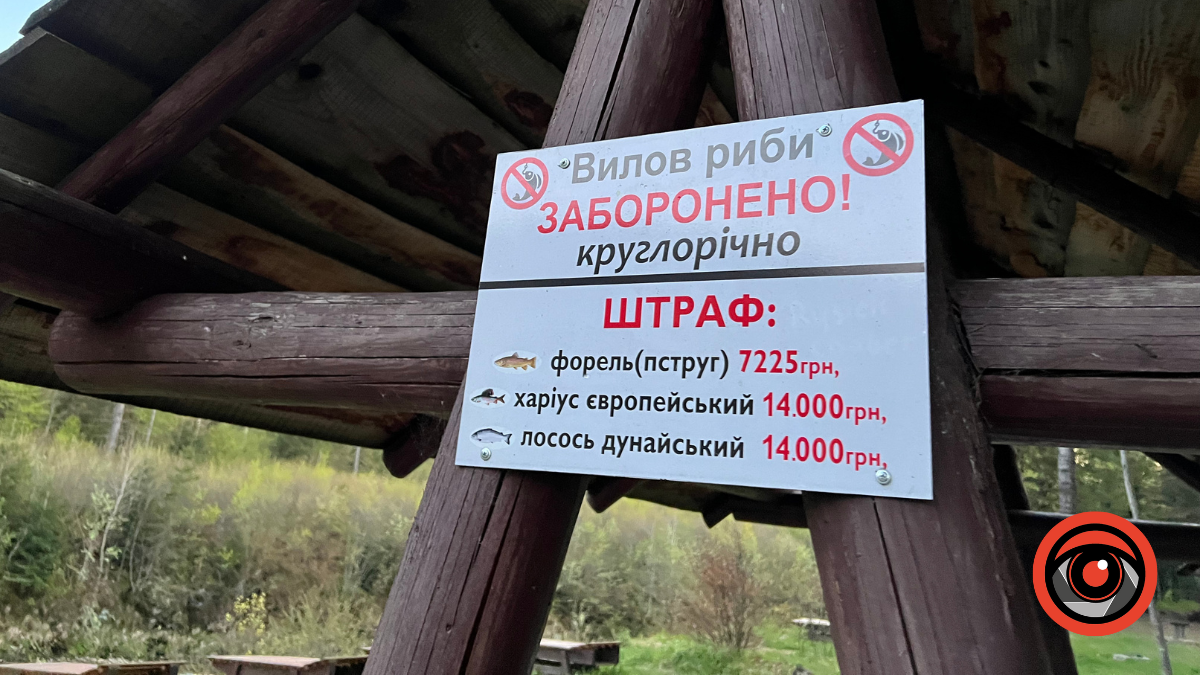 Вилов риби
ЗАБОРОНЕНО!
круглорічно
ШТРАФ:
форель(пструг) 7225грн,
харіус європейський 14.000грн,
лосось дунайський 14.000грн,